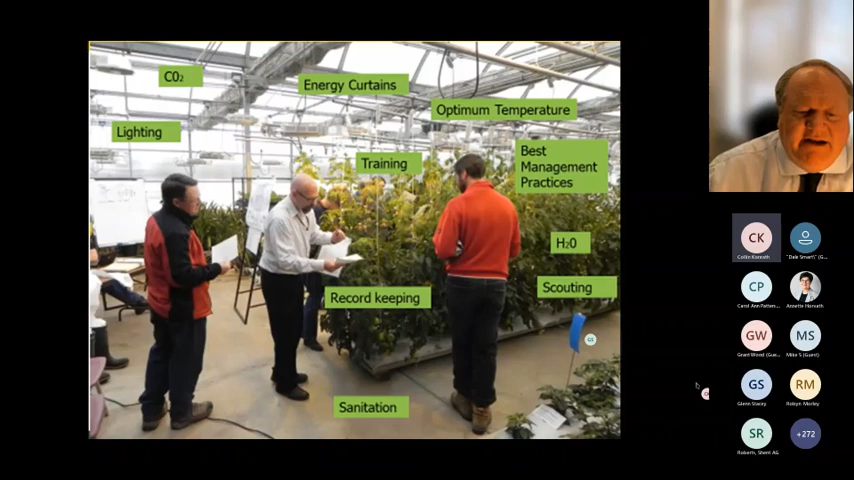 C0₂
Energy Curtains
Optimum Temperature
Lighting
Training
Best
Management
Practices
H₂0
Scouting
Record keeping
Sanitation
GS
CK
Collin Konrath
"Dale Smart\" (G...
CP
Carol Ann Patten...
Annette Horvath
GW
Grant Wood (Gue...
MS
Mike S (Guest)
GS
Glenn Stacey
RM
Robyn Morley
SR
Roberts, Sherri AG
+272